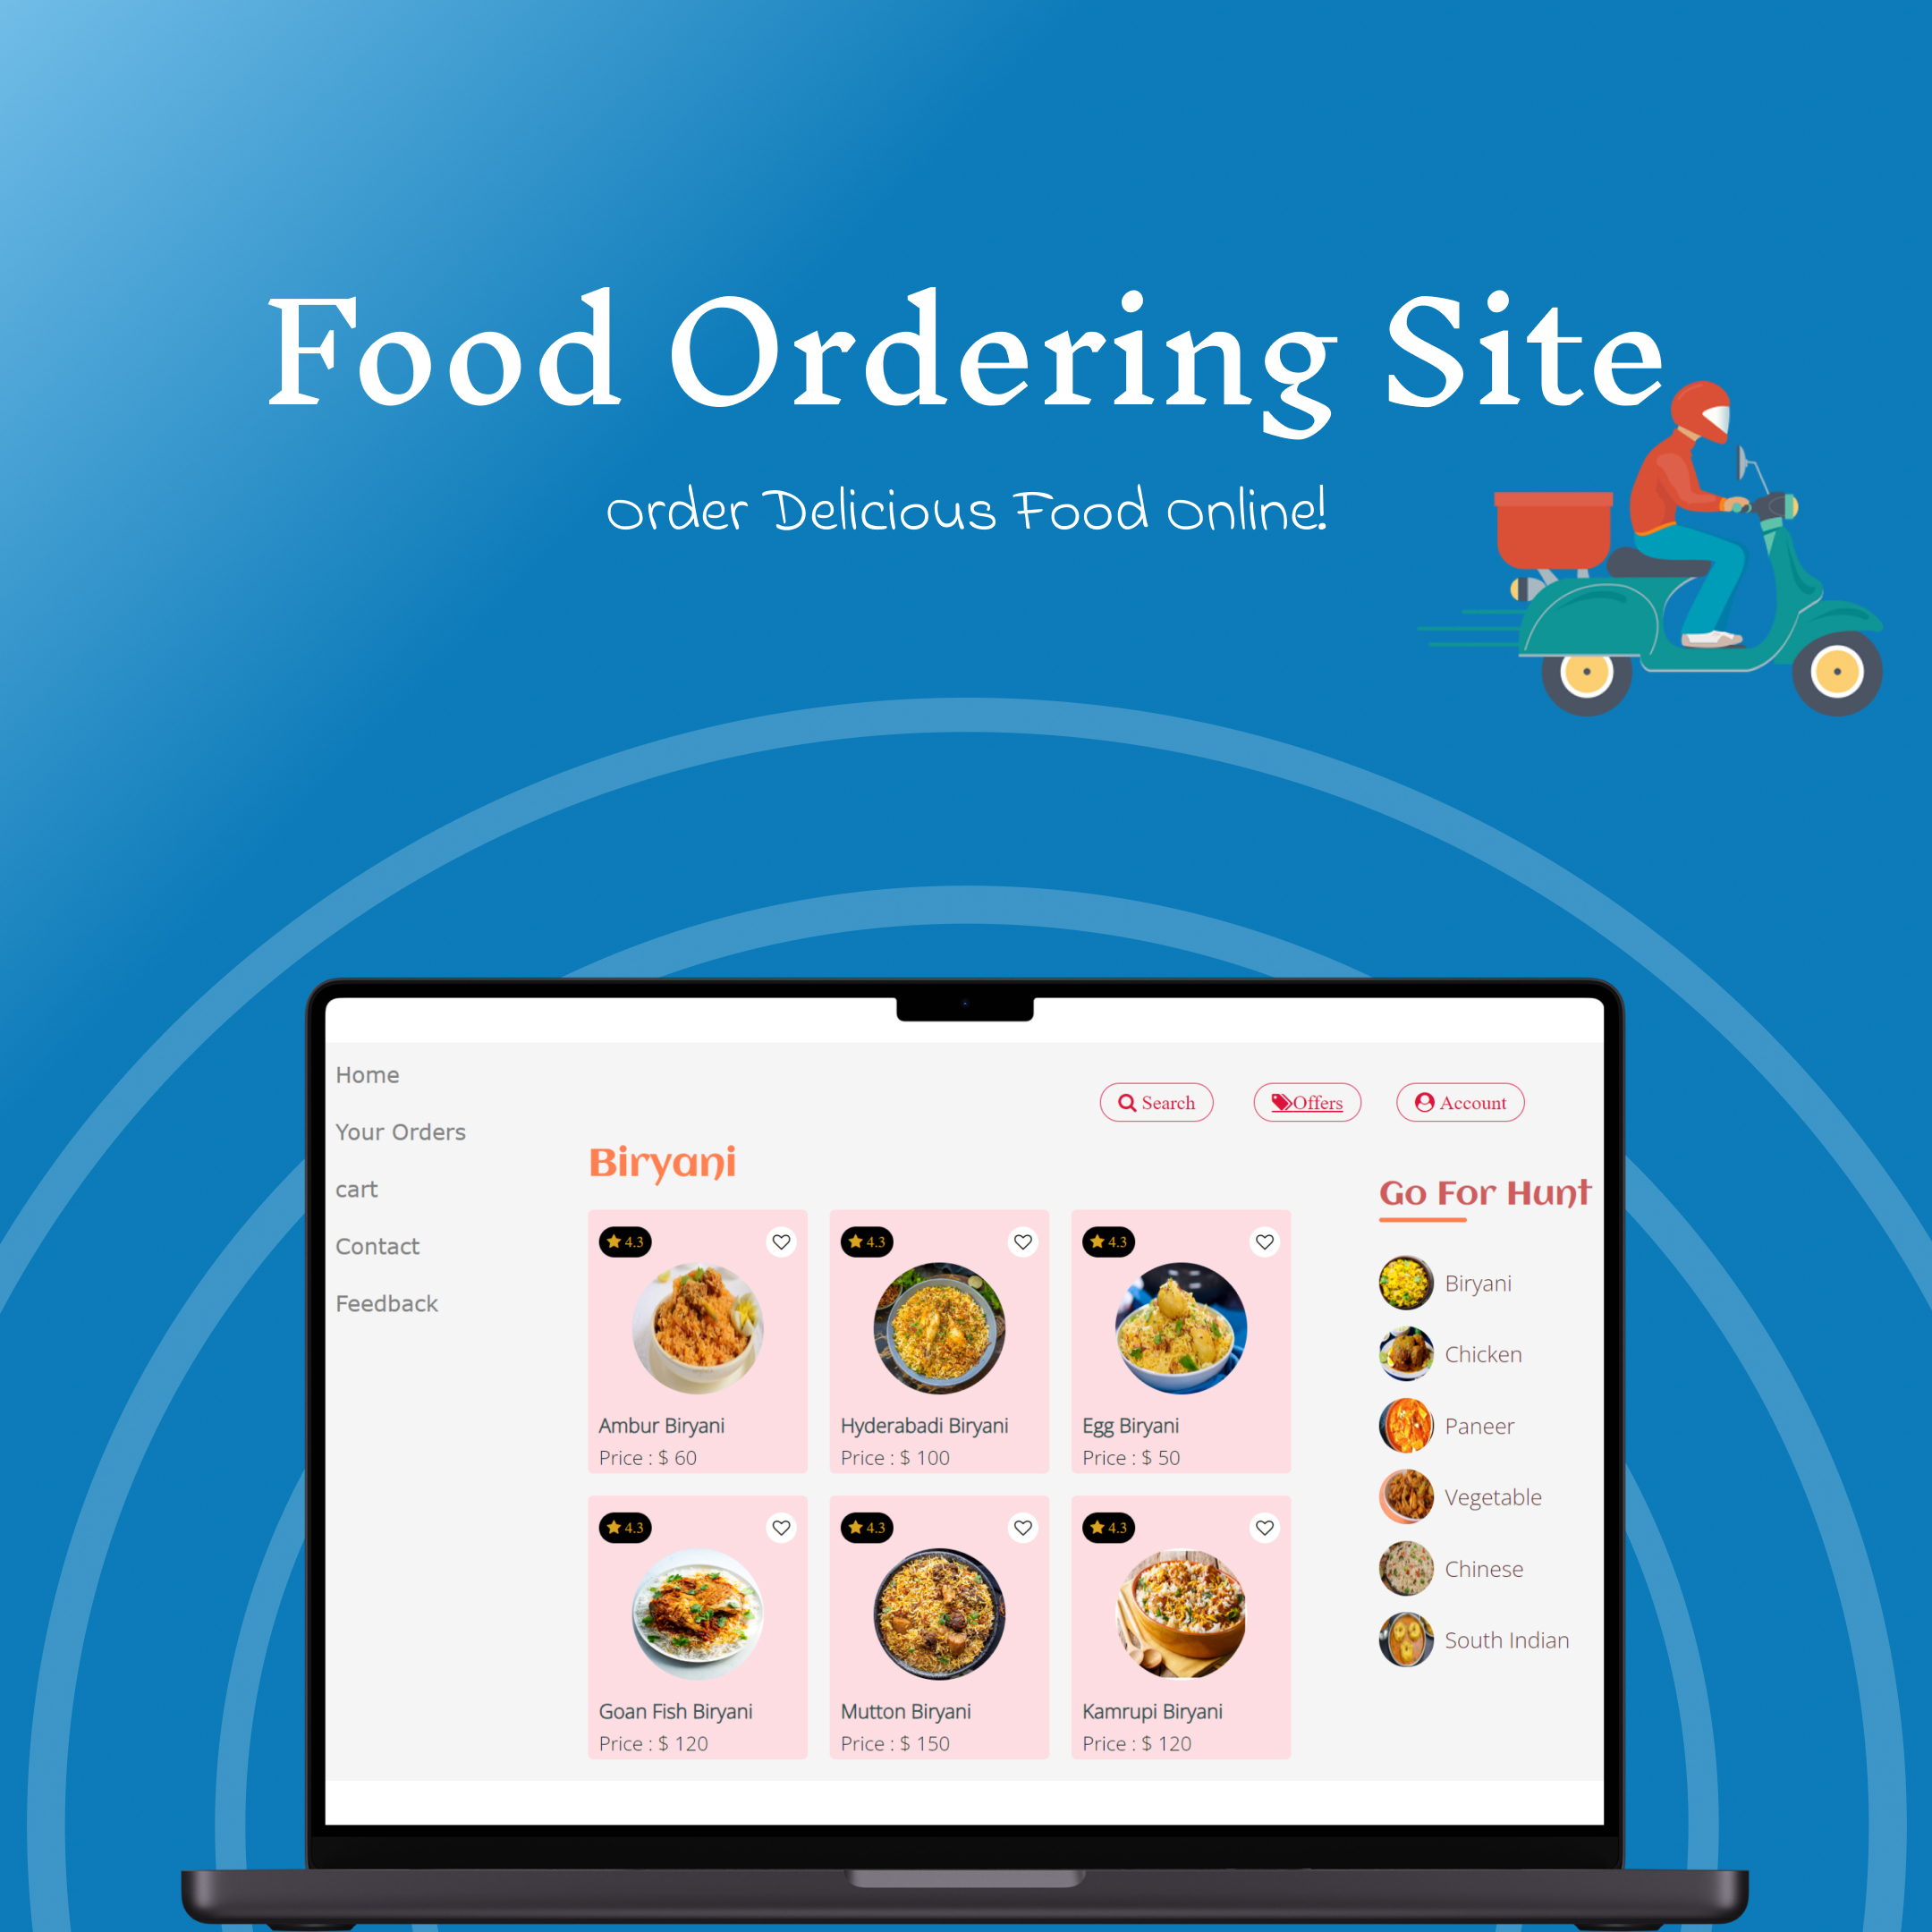 Food Ordering Site
Order Delicious Food Online!
Home
Your Orders
cart
Contact
Feedback
Search
Offers
Account
Biryani
4.3
4.3
4.3
Ambur Biryani
Price : $ 60
Hyderabadi Biryani
Price : $ 100
Egg Biryani
Price : $ 50
4.3
4.3
4.3
Goan Fish Biryani
Price : $ 120
Mutton Biryani
Price : $ 150
Kamrupi Biryani
Price : $ 120
Go For Hunt
Biryani
Chicken
Paneer
Vegetable
Chinese
South Indian